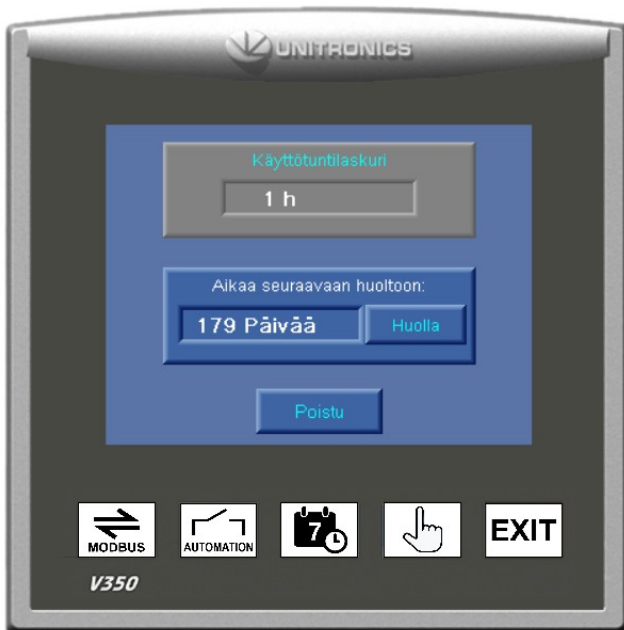 UNITRONICS
Käyttötuntilaskuri
1 h
Aikaa seuraavaan huoltoon:
179 Päivää
Huolla
Poistu
MODBUS
AUTOMATION
7
EXIT
V350